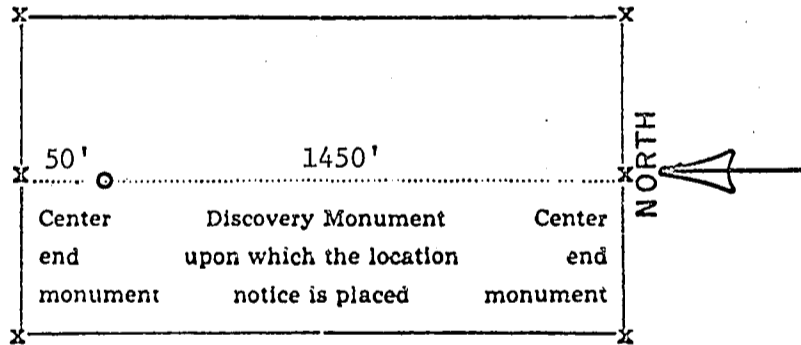 50' 1450'
NORTH
Center Discovery Monument Center
end upon which the location end
monument notice is placed monument